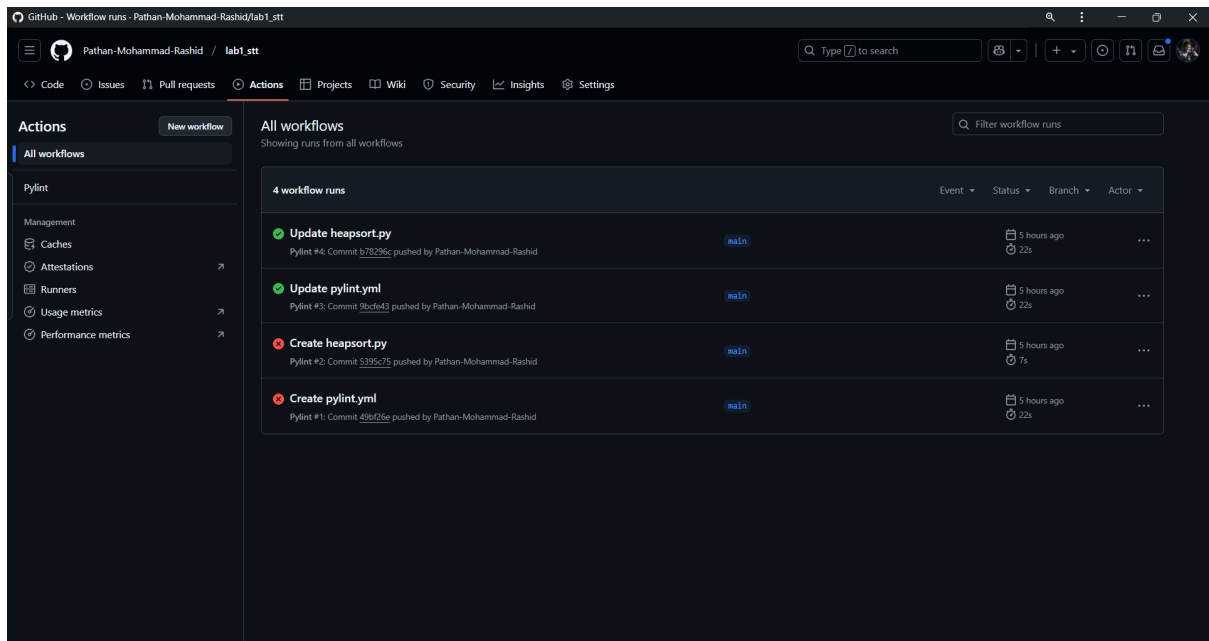 GitHub - Workflow runs · Pathan-Mohammad-Rashid/lab1_stt
Pathan-Mohammad-Rashid / lab1_stt
Type / to search
Code Issues Pull requests Actions Projects Wiki Security Insights Settings
Actions
New workflow
All workflows
Pylint
Management
Caches
Attestations
Runners
Usage metrics
Performance metrics
All workflows
Showing runs from all workflows
Filter workflow runs
4 workflow runs
Event Status Branch Actor
Update heapsort.py
Pylint #4: Commit b78296c pushed by Pathan-Mohammad-Rashid
main
5 hours ago
22s
Update pylint.yml
Pylint #3: Commit 9bcfe43 pushed by Pathan-Mohammad-Rashid
main
5 hours ago
22s
Create heapsort.py
Pylint #2: Commit 5395c75 pushed by Pathan-Mohammad-Rashid
main
5 hours ago
7s
Create pylint.yml
Pylint #1: Commit 49bf26e pushed by Pathan-Mohammad-Rashid
main
5 hours ago
22s